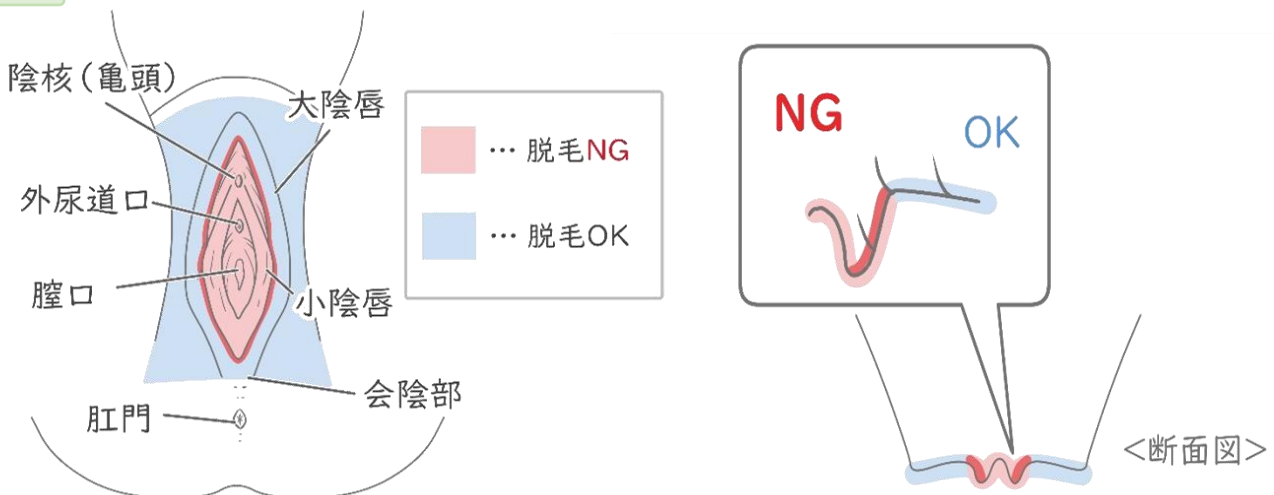 陰核(亀頭)
大陰唇
外尿道口
膣口
小陰唇
会陰部
肛門
… 脱毛NG
… 脱毛OK
NG
OK
<断面図>